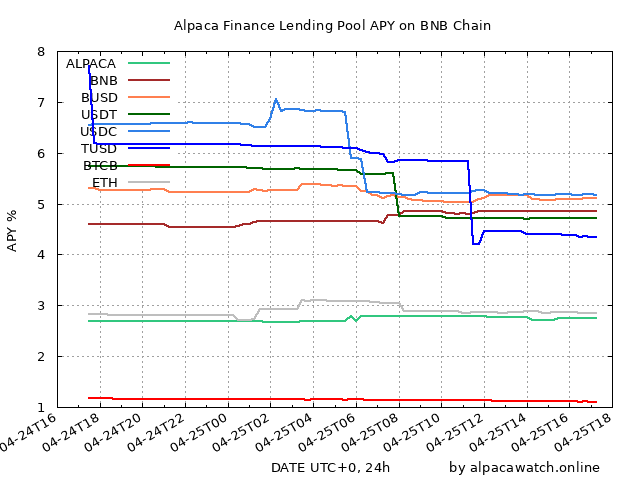 Alpaca Finance Lending Pool APY on BNB Chain
8
7
6
5
4
3
2
1
APY %
ALPACA
BNB
BUSD
USDT
USDC
TUSD
BTCB
ETH
04-24T16
04-24T18
04-24T20
04-24T22
04-25T00
04-25T02
04-25T04
04-25T06
04-25T08
04-25T10
04-25T12
04-25T14
04-25T16
04-25T18
DATE UTC+0, 24h
by alpacawatch.online